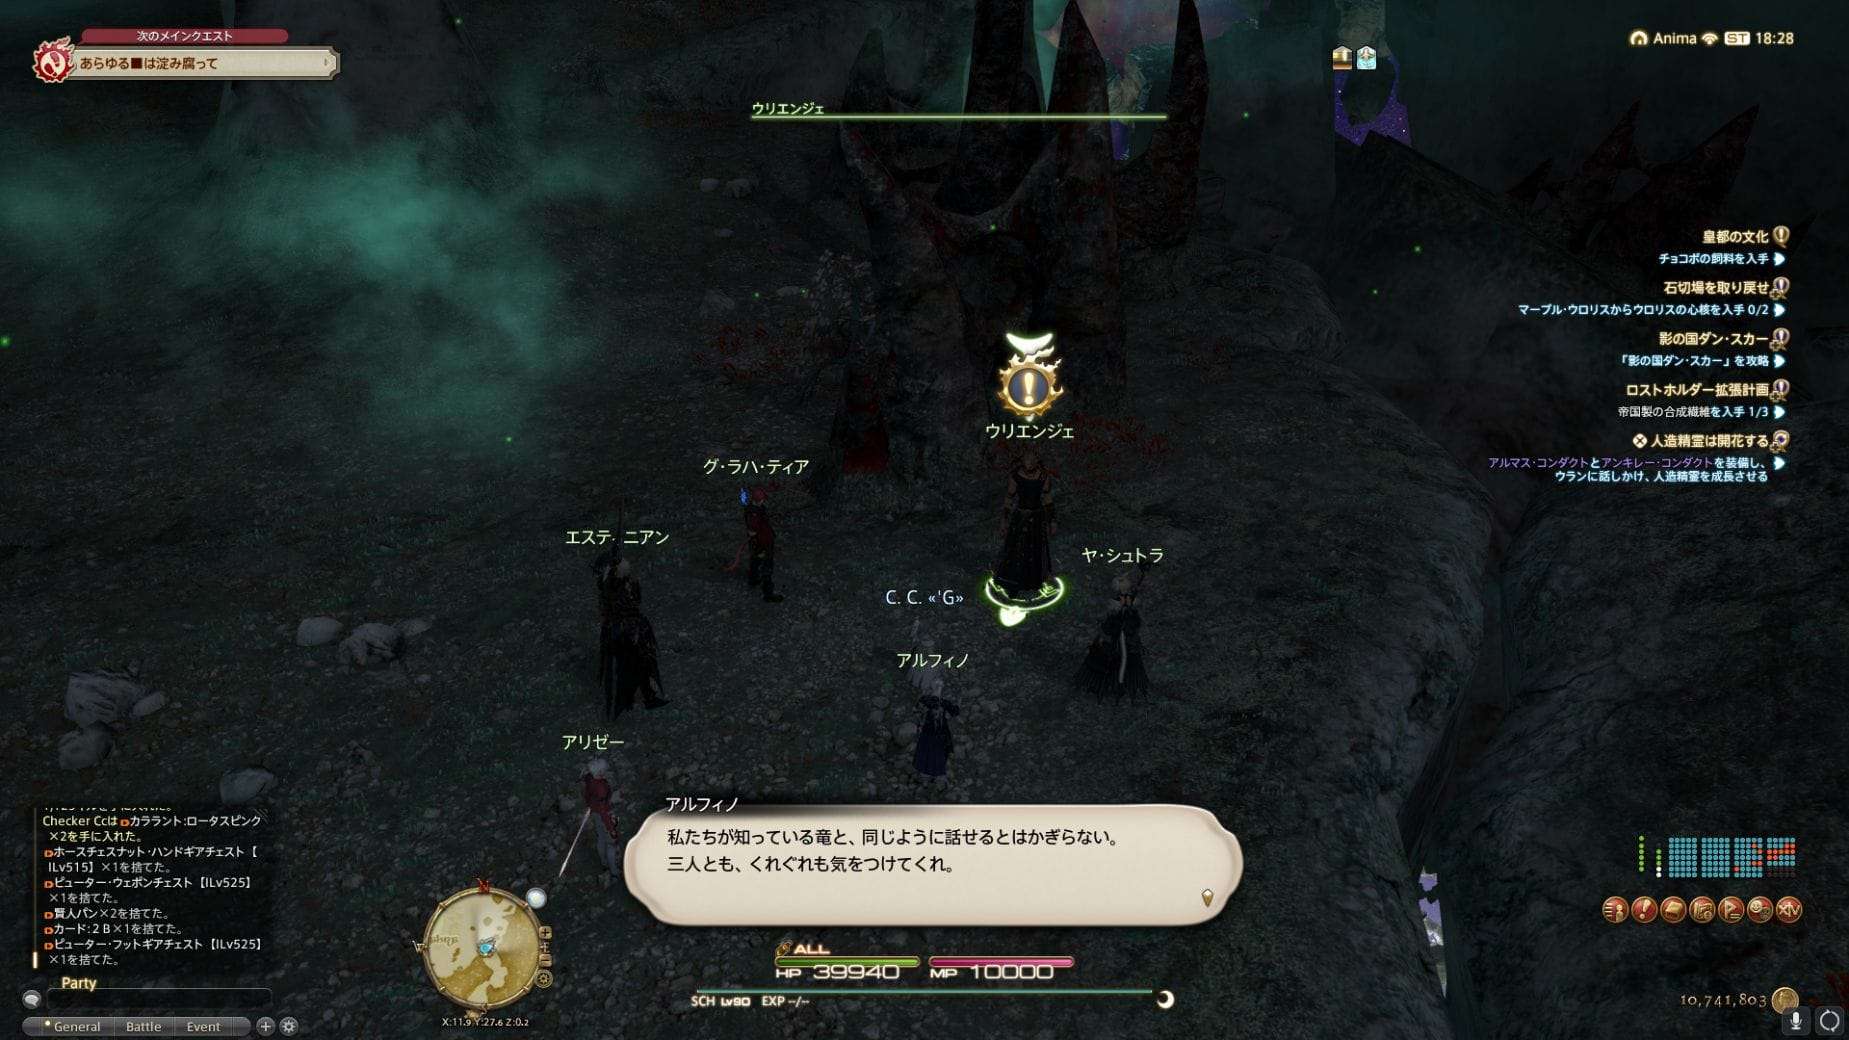 次のメインクエスト
あらゆる■は淀み腐って
Anima ST 18:28
ウリエンジェ
皇都の文化
チョコボの飼料を入手
石切場を取り戻せ
マーブル・ウロリスからウロリスの心核を入手 0/2
影の国ダン・スカー
「影の国ダン・スカー」を攻略
ロストホルダー拡張計画
帝国製の合成繊維を入手 1/3
人造精霊は開花する
アルマス・コンダクトとアンキレー・コンダクトを装備し、
ウランに話しかけ、人造精霊を成長させる
ウリエンジェ
グ・ラハ・ティア
エステ ニアン
ヤ・シュトラ
C. C. «'G»
アルフィノ
アリゼー
アルフィノ
私たちが知っている竜と、同じように話せるとはかぎらない。
三人とも、くれぐれも気をつけてくれ。
Checker Ccは カララント:ロータスピンク
×2を手に入れた。
ホースチェスナット・ハンドギアチェスト【
ILv515】×1を捨てた。
ピューター・ウェポンチェスト【ILv525】
×1を捨てた。
賢人パン×2を捨てた。
カード:2B×1を捨てた。
ピューター・フットギアチェスト【ILv525】
×1を捨てた。
Party
General Battle Event
N
X:11.9 Y:27.6 Z:0.2
ALL
HP 39940 MP 10000
SCH Lv90 EXP --/--
XIV
10,741,803